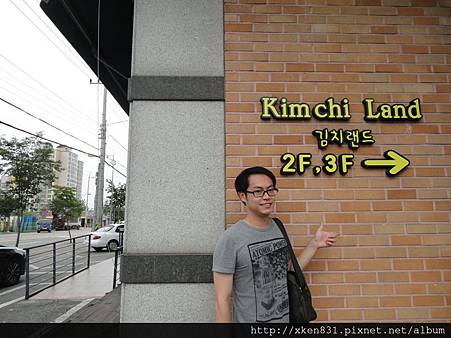 Kimchi Land
김치랜드
2F, 3F →
http://xken831.pixnet.net/album